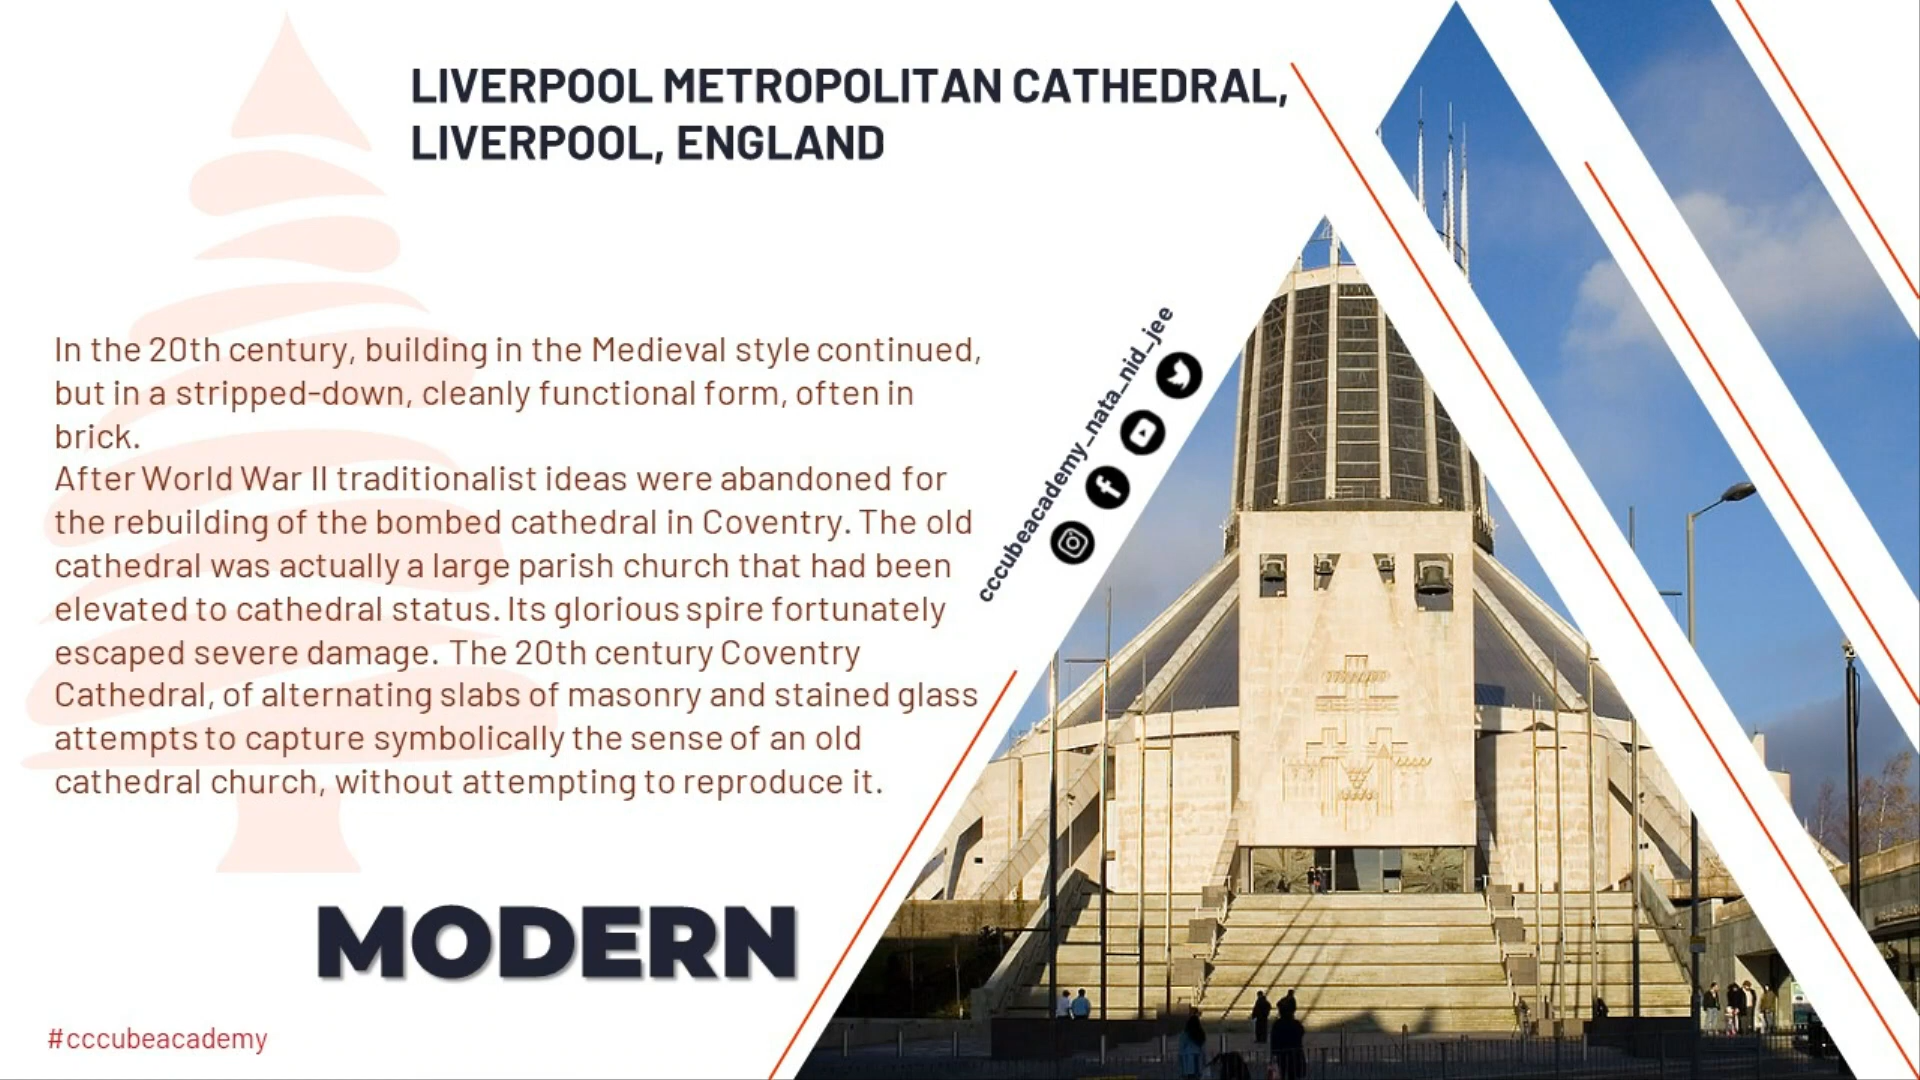 LIVERPOOL METROPOLITAN CATHEDRAL,
LIVERPOOL, ENGLAND
In the 20th century, building in the Medieval style continued,
but in a stripped-down, cleanly functional form, often in
brick.
After World War II traditionalist ideas were abandoned for
the rebuilding of the bombed cathedral in Coventry. The old
cathedral was actually a large parish church that had been
elevated to cathedral status. Its glorious spire fortunately
escaped severe damage. The 20th century Coventry
Cathedral, of alternating slabs of masonry and stained glass
attempts to capture symbolically the sense of an old
cathedral church, without attempting to reproduce it.
cccubeacademy_nata_nid_jee
MODERN
#cccubeacademy